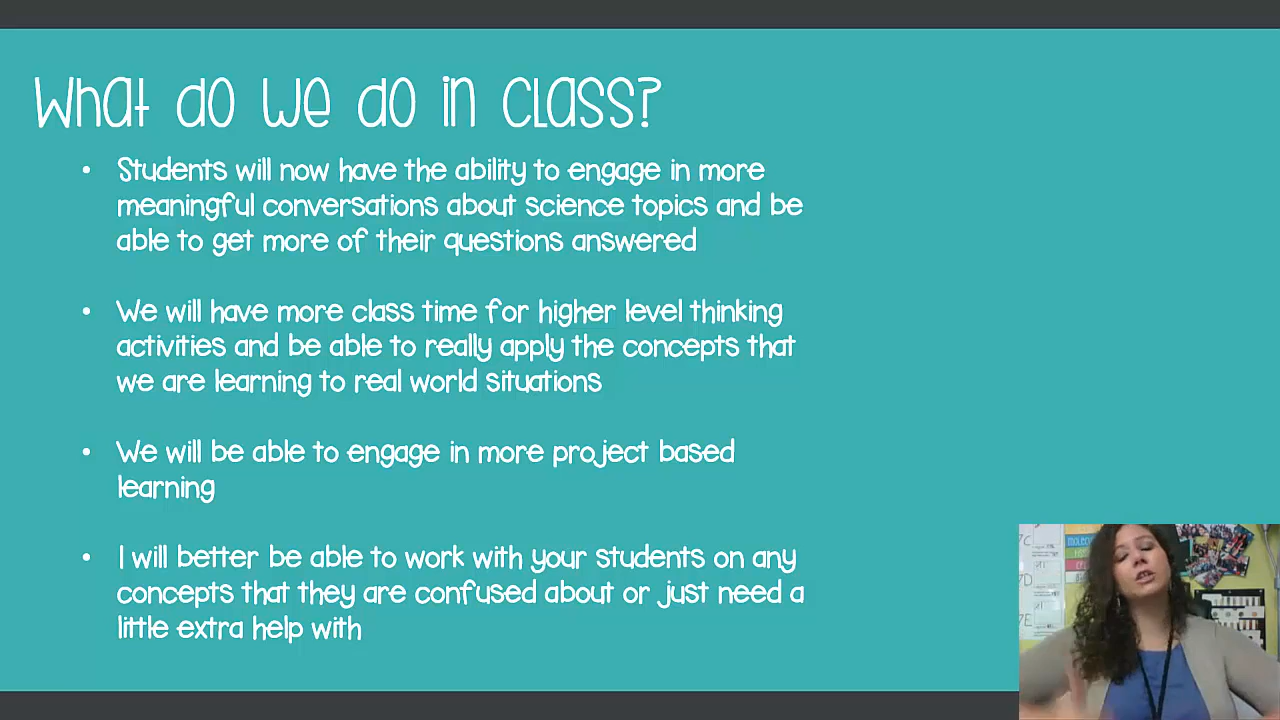 What do we do in class?
• Students will now have the ability to engage in more
meaningful conversations about science topics and be
able to get more of their questions answered
• We will have more class time for higher level thinking
activities and be able to really apply the concepts that
we are learning to real world situations
• We will be able to engage in more project based
learning
• I will better be able to work with your students on any
concepts that they are confused about or just need a
little extra help with
7C
7D
7E